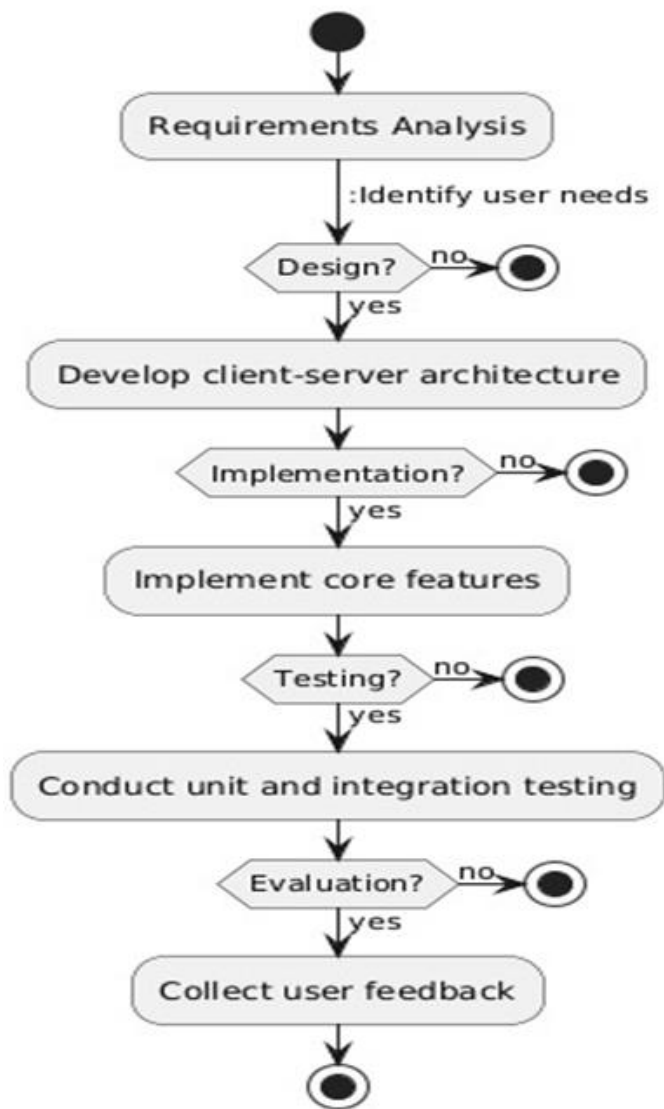 Requirements Analysis
:Identify user needs
Design?
no
yes
Develop client-server architecture
Implementation?
no
yes
Implement core features
Testing?
no
yes
Conduct unit and integration testing
Evaluation?
no
yes
Collect user feedback